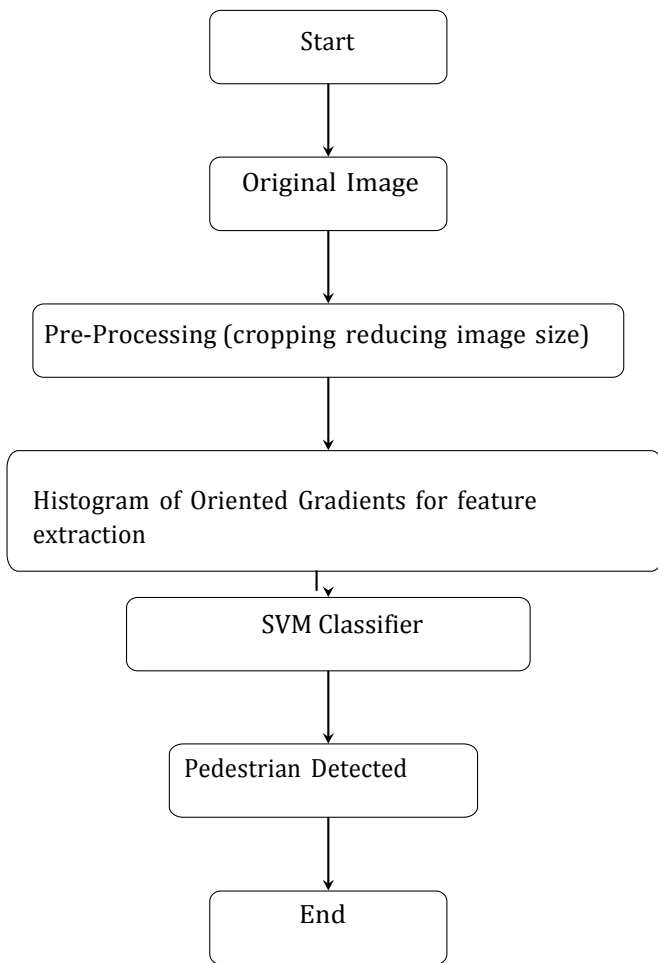 Start
Original Image
Pre-Processing (cropping reducing image size)
Histogram of Oriented Gradients for feature
extraction
SVM Classifier
Pedestrian Detected
End